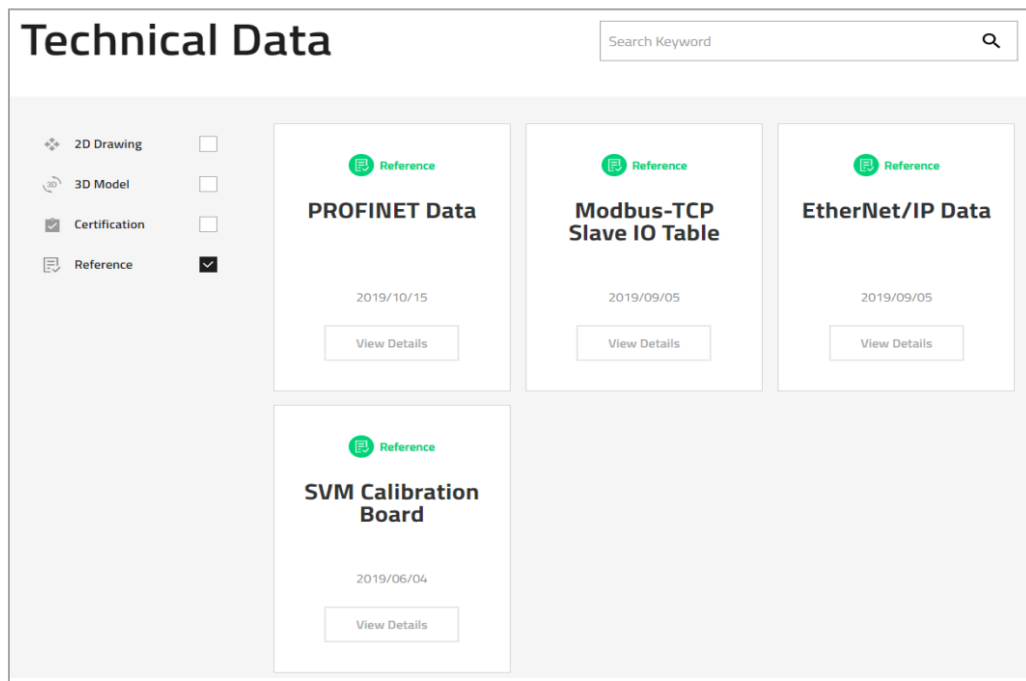 Technical Data
Search Keyword
2D Drawing
3D
3D Model
Certification
Reference
Reference
PROFINET Data
2019/10/15
View Details
Reference
Modbus-TCP
Slave IO Table
2019/09/05
View Details
Reference
EtherNet/IP Data
2019/09/05
View Details
Reference
SVM Calibration
Board
2019/06/04
View Details